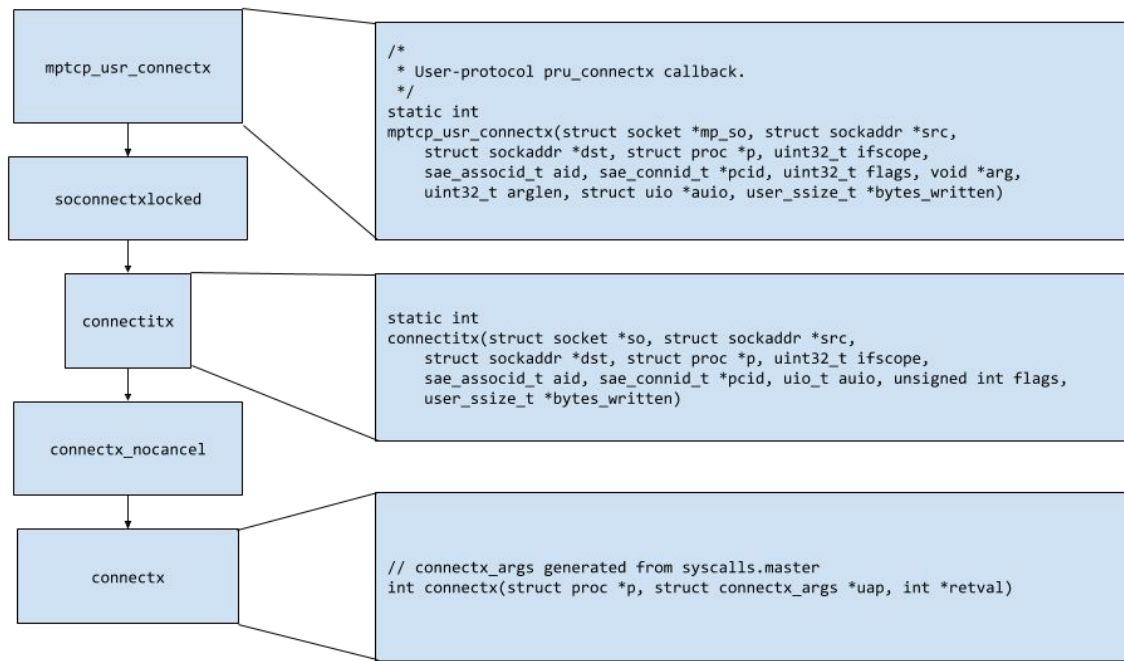 mptcp_usr_connectx
/*
 * User-protocol pru_connectx callback.
 */
static int
mptcp_usr_connectx(struct socket *mp_so, struct sockaddr *src,
    struct sockaddr *dst, struct proc *p, uint32_t ifscope,
    sae_associd_t aid, sae_connid_t *pcid, uint32_t flags, void *arg,
    uint32_t arglen, struct uio *auio, user_ssize_t *bytes_written)
soconnectxlocked
connectitx
static int
connectitx(struct socket *so, struct sockaddr *src,
    struct sockaddr *dst, struct proc *p, uint32_t ifscope,
    sae_associd_t aid, sae_connid_t *pcid, uio_t auio, unsigned int flags,
    user_ssize_t *bytes_written)
connectx_nocancel
connectx
// connectx_args generated from syscalls.master
int connectx(struct proc *p, struct connectx_args *uap, int *retval)